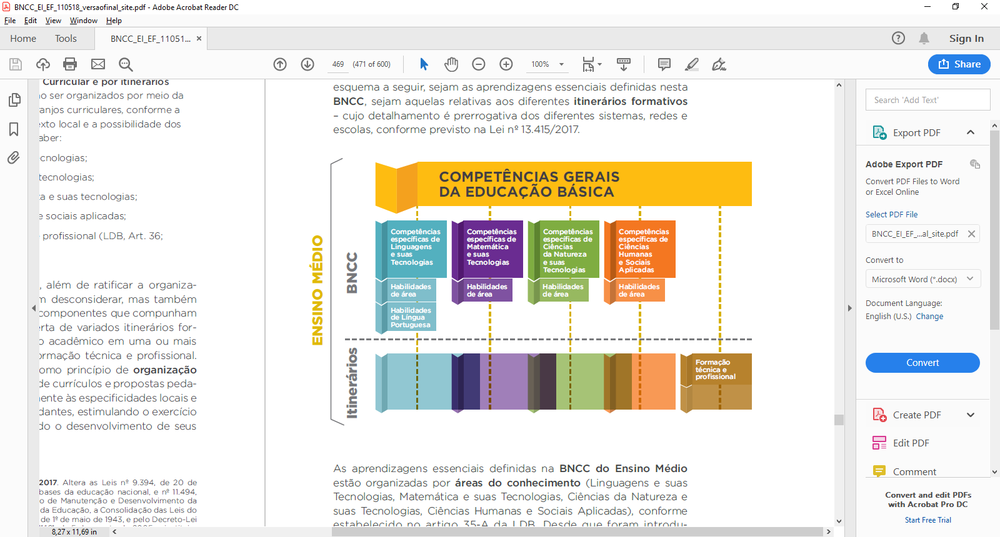 BNCC_EI_EF_110518_versaofinal_site.pdf - Adobe Acrobat Reader DC
File Edit View Window Help
Home Tools BNCC_EI_EF_11051... × Sign In
469 (471 of 600) 100% Share
Curricular e por itinerários
ao ser organizados por meio da
ranjos curriculares, conforme a
exto local e a possibilidade dos
aber:
ecnologias;
tecnologias;
a e suas tecnologias;
e sociais aplicadas;
profissional (LDB, Art. 36;
, além de ratificar a organiza-
m desconsiderar, mas também
componentes que compunham
erta de variados itinerários for-
o acadêmico em uma ou mais
ormação técnica e profissional.
omo princípio de organização
de currículos e propostas peda-
nente às especificidades locais e
dantes, estimulando o exercício
do o desenvolvimento de seus
2017. Altera as Leis nº 9.394, de 20 de
bases da educação nacional, e nº 11.494,
o de Manutenção e Desenvolvimento da
da Educação, a Consolidação das Leis do
de 1º de maio de 1943, e pelo Decreto-Lei
8,27 x 11,69 in
esquema a seguir, sejam as aprendizagens essenciais definidas nesta
BNCC, sejam aquelas relativas aos diferentes itinerários formativos
– cujo detalhamento é prerrogativa dos diferentes sistemas, redes e
escolas, conforme previsto na Lei nº 13.415/2017.
COMPETÊNCIAS GERAIS
DA EDUCAÇÃO BÁSICA
ENSINO MÉDIO
BNCC
Competências
específicas de
Linguagens
e suas
Tecnologias
Habilidades
de área
Habilidades
de Língua
Portuguesa
Competências
específicas de
Matemática
e suas
Tecnologias
Habilidades
de área
Competências
específicas de
Ciências
da Natureza
e suas
Tecnologias
Habilidades
de área
Competências
específicas de
Ciências
Humanas
e Sociais
Aplicadas
Habilidades
de área
Itinerários
Formação
técnica e
profissional
As aprendizagens essenciais definidas na BNCC do Ensino Médio
estão organizadas por áreas do conhecimento (Linguagens e suas
Tecnologias, Matemática e suas Tecnologias, Ciências da Natureza e
suas Tecnologias, Ciências Humanas e Sociais Aplicadas), conforme
estabelecido no artigo 35-A da LDB. Desde que foram introdu-
Search 'Add Text'
Export PDF
Adobe Export PDF
Convert PDF Files to Word
or Excel Online
Select PDF File
BNCC_EI_EF_...al_site.pdf
Convert to
Microsoft Word (*.docx)
Document Language:
English (U.S.) Change
Convert
Create PDF
Edit PDF
Comment
Convert and edit PDFs
with Acrobat Pro DC
Start Free Trial